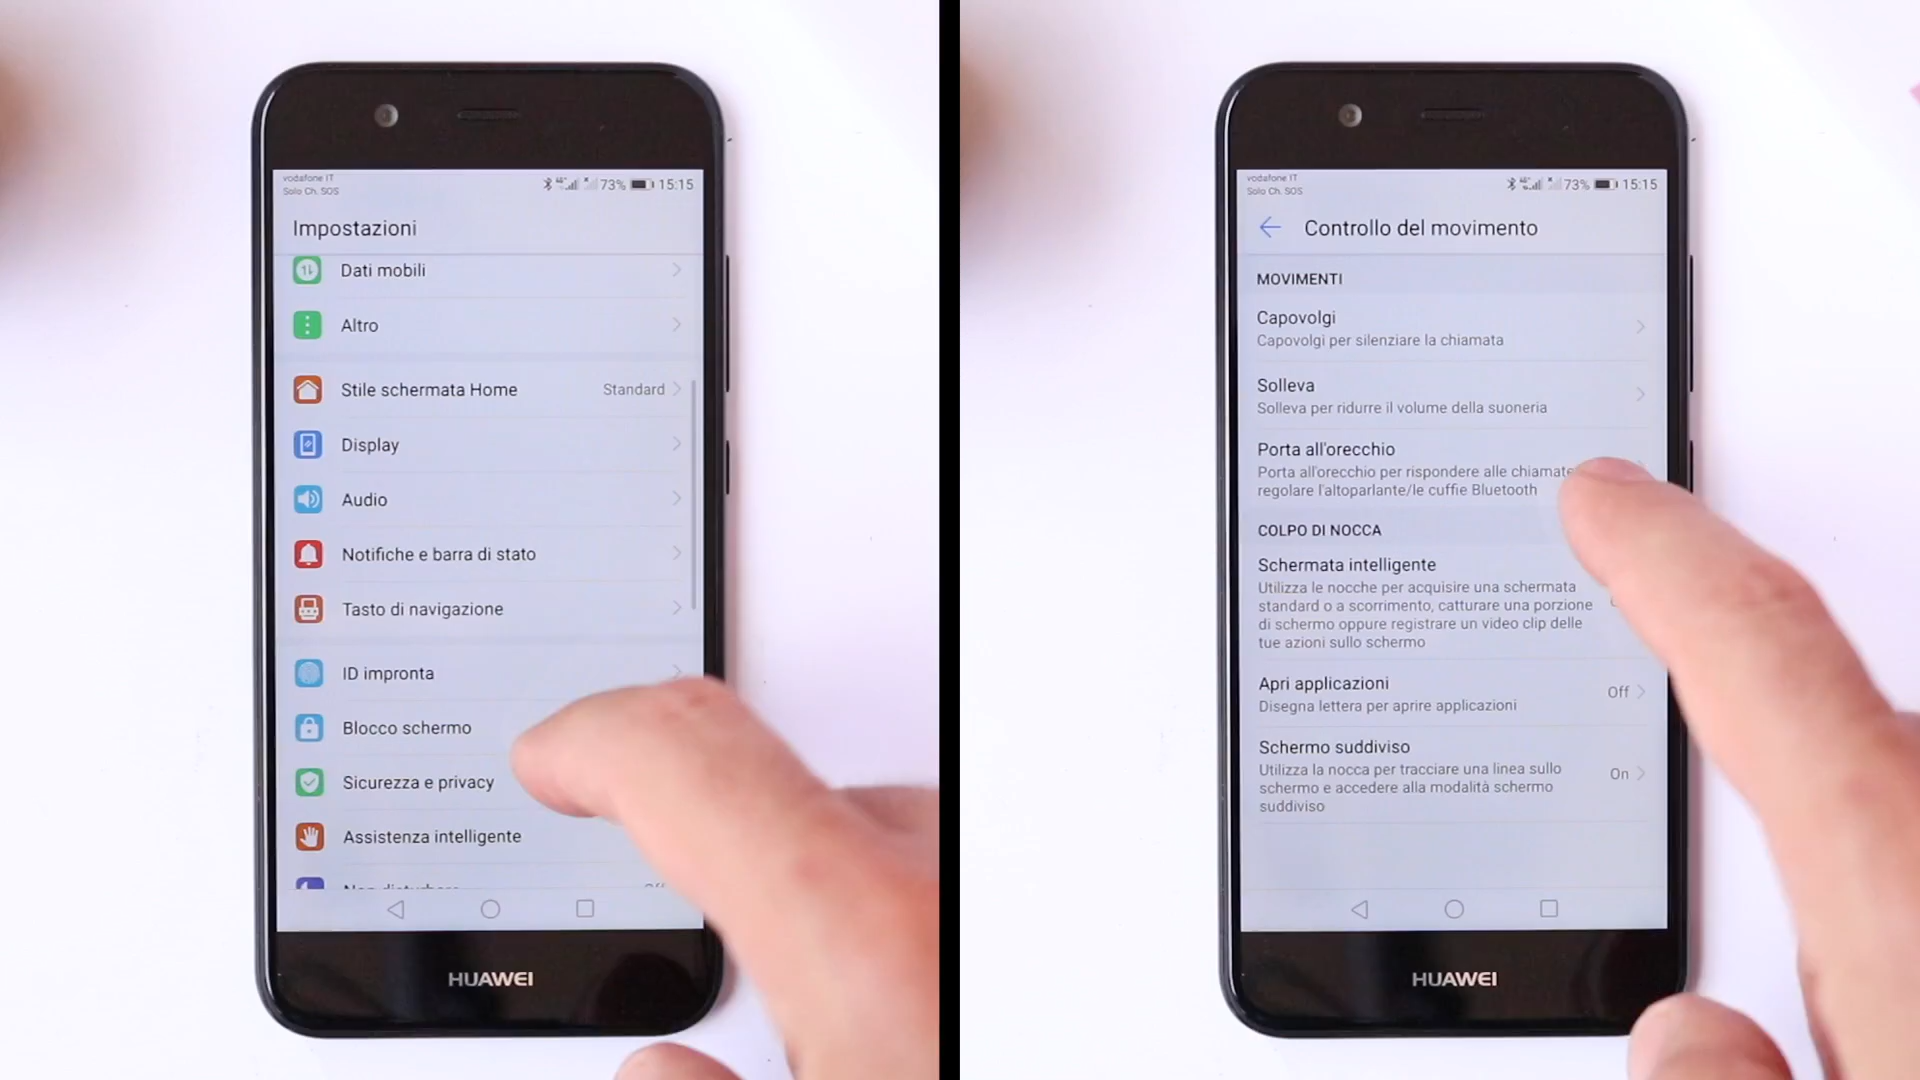 vodafone IT
Solo Ch. SOS
73% 15:15
Impostazioni
Dati mobili
Altro
Stile schermata Home Standard
Display
Audio
Notifiche e barra di stato
Tasto di navigazione
ID impronta
Blocco schermo
Sicurezza e privacy
Assistenza intelligente
HUAWEI
vodafone IT
Solo Ch. SOS
73% 15:15
Controllo del movimento
MOVIMENTI
Capovolgi
Capovolgi per silenziare la chiamata
Solleva
Solleva per ridurre il volume della suoneria
Porta all'orecchio
Porta all'orecchio per rispondere alle chiamate
regolare l'altoparlante/le cuffie Bluetooth
COLPO DI NOCCA
Schermata intelligente
Utilizza le nocche per acquisire una schermata
standard o a scorrimento, catturare una porzione
di schermo oppure registrare un video clip delle
tue azioni sullo schermo
Apri applicazioni Off
Disegna lettera per aprire applicazioni
Schermo suddiviso
Utilizza la nocca per tracciare una linea sullo
schermo e accedere alla modalità schermo
suddiviso
On
HUAWEI